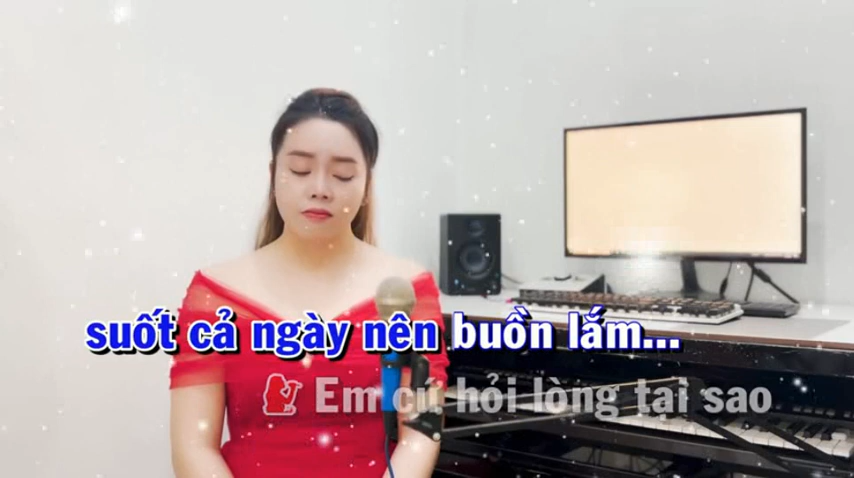 suốt cả ngày nên buồn lắm...
Em cứ hỏi lòng tại sao